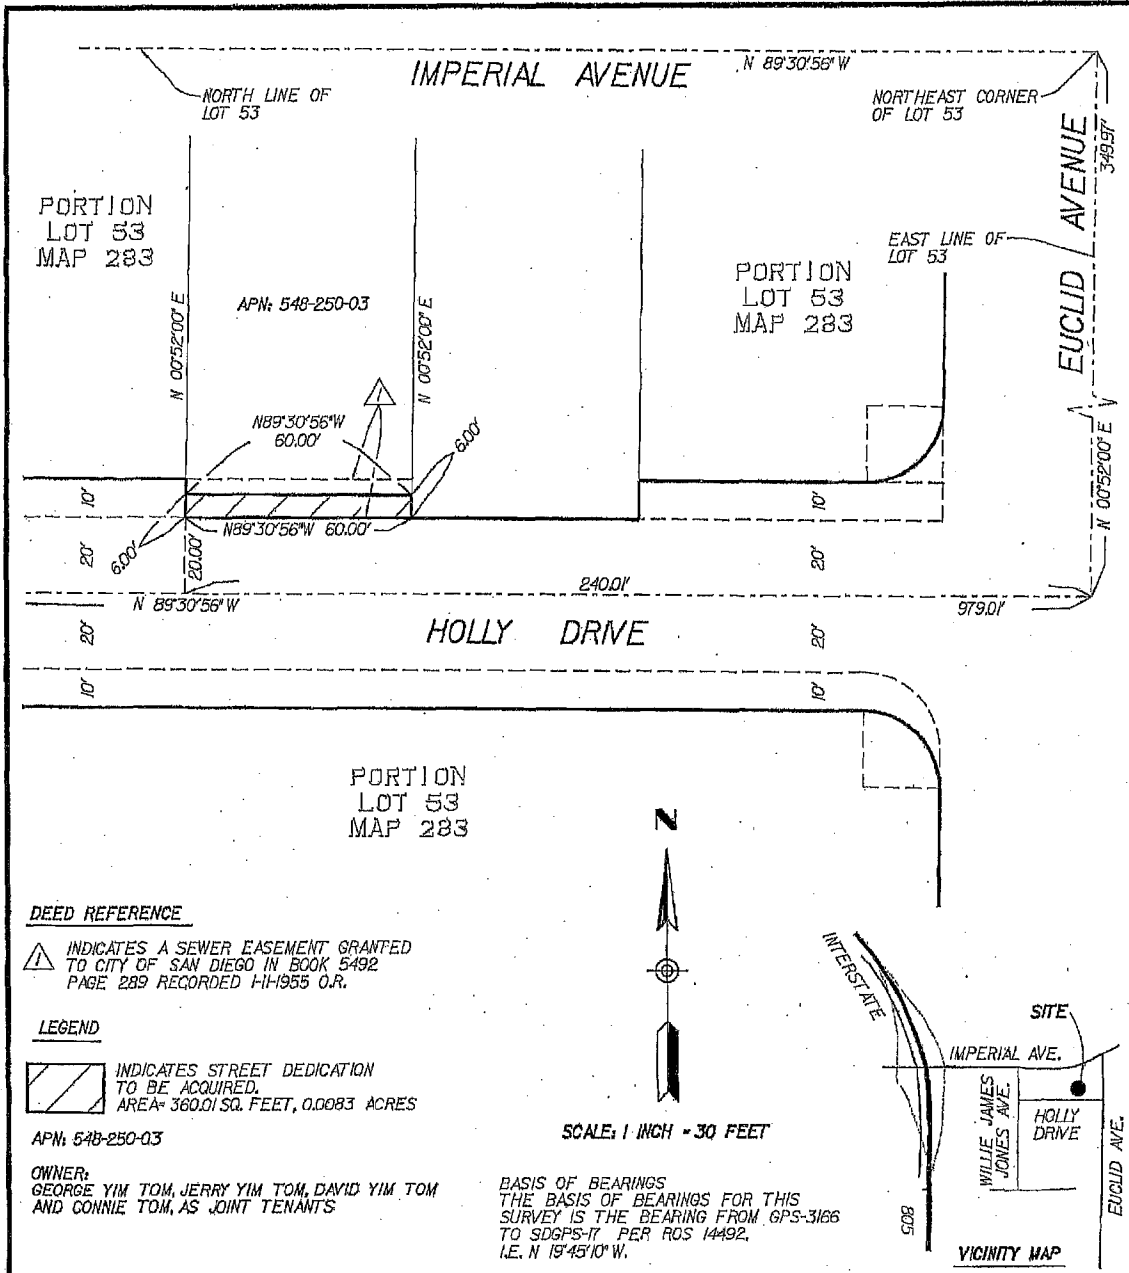 IMPERIAL AVENUE
N 89°30'56" W
NORTH LINE OF
LOT 53
NORTHEAST CORNER
OF LOT 53
EUCLID AVENUE
349.97'
PORTION
LOT 53
MAP 283
EAST LINE OF
LOT 53
PORTION
LOT 53
MAP 283
APN: 548-250-03
N 00°52'00" E
N 00°52'00" E
N 00°52'00" E
1
N89°30'56"W
60.00'
6.00'
10'
10'
N89°30'56"W 60.00'
6.00'
20'
20.00'
20'
240.01'
N 89°30'56" W
979.01'
20'
HOLLY DRIVE
20'
10'
10'
PORTION
LOT 53
MAP 283
N
DEED REFERENCE
1 INDICATES A SEWER EASEMENT GRANTED
TO CITY OF SAN DIEGO IN BOOK 5492
PAGE 289 RECORDED 1-11-1955 O.R.
LEGEND
INDICATES STREET DEDICATION
TO BE ACQUIRED.
AREA= 360.01 SQ. FEET, 0.0083 ACRES
APN: 548-250-03
OWNER:
GEORGE YIM TOM, JERRY YIM TOM, DAVID YIM TOM
AND CONNIE TOM, AS JOINT TENANTS
SCALE: 1 INCH = 30 FEET
BASIS OF BEARINGS
THE BASIS OF BEARINGS FOR THIS
SURVEY IS THE BEARING FROM GPS-3166
TO SDGPS-17 PER ROS 14492,
I.E. N 19°45'10" W.
INTERSTATE
805
SITE
IMPERIAL AVE.
WILLIE JAMES
JONES AVE.
HOLLY
DRIVE
EUCLID AVE.
VICINITY MAP